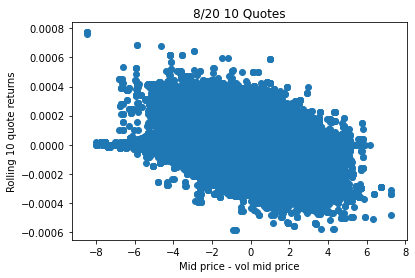 8/20 10 Quotes
0.0008
0.0006
0.0004
0.0002
0.0000
−0.0002
−0.0004
−0.0006
Rolling 10 quote returns
−8 −6 −4 −2 0 2 4 6 8
Mid price - vol mid price